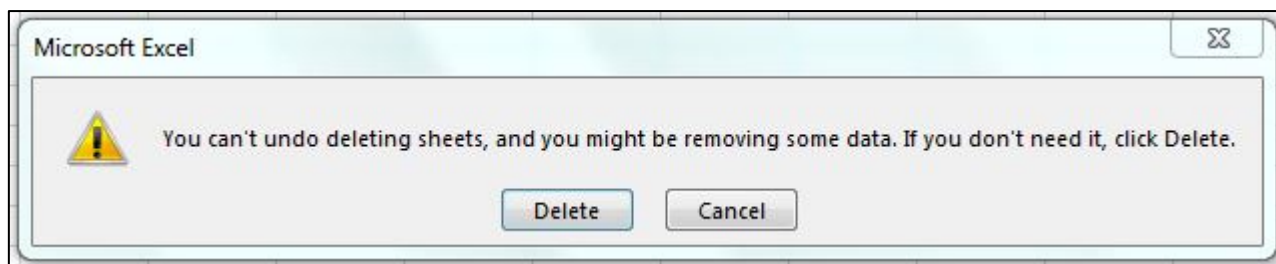 Microsoft Excel
You can't undo deleting sheets, and you might be removing some data. If you don't need it, click Delete.
Delete Cancel